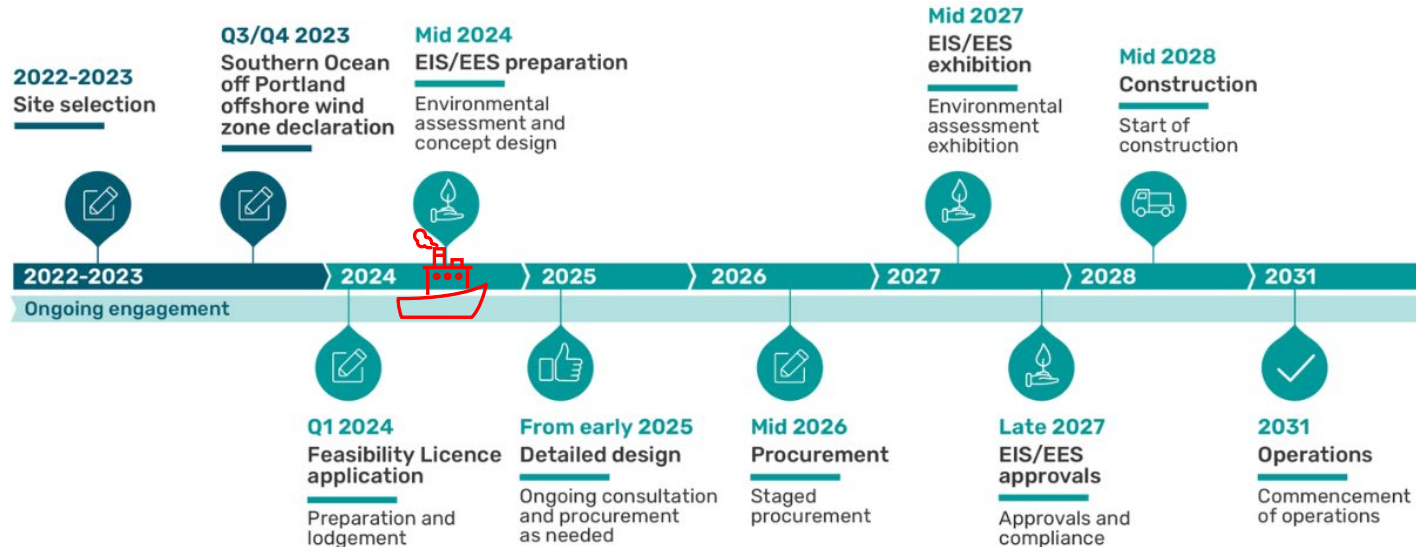 2022-2023
Site selection
Q3/Q4 2023
Southern Ocean
off Portland
offshore wind
zone declaration
Mid 2024
EIS/EES preparation
Environmental
assessment and
concept design
Mid 2027
EIS/EES
exhibition
Environmental
assessment
exhibition
Mid 2028
Construction
Start of
construction
2022-2023
2024
2025
2026
2027
2028
2031
Ongoing engagement
Q1 2024
Feasibility Licence
application
Preparation and
lodgement
From early 2025
Detailed design
Ongoing consultation
and procurement
as needed
Mid 2026
Procurement
Staged
procurement
Late 2027
EIS/EES
approvals
Approvals and
compliance
2031
Operations
Commencement
of operations